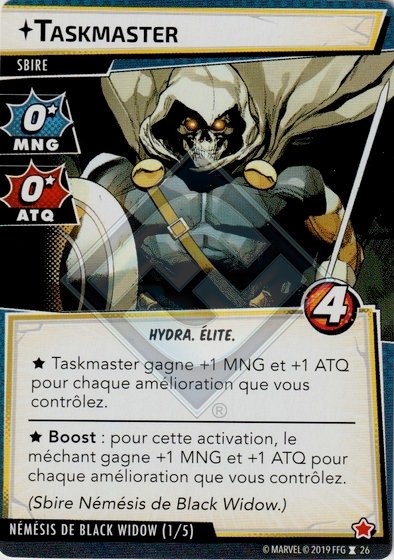 TASKMASTER
SBIRE
0★
MNG
0★
ATQ
4
HYDRA. ÉLITE.
★ Taskmaster gagne +1 MNG et +1 ATQ
pour chaque amélioration que vous
contrôlez.
★ Boost : pour cette activation, le
méchant gagne +1 MNG et +1 ATQ pour
chaque amélioration que vous contrôlez.
(Sbire Némésis de Black Widow.)
®
NÉMÉSIS DE BLACK WIDOW (1/5)
© MARVEL © 2019 FFG 26